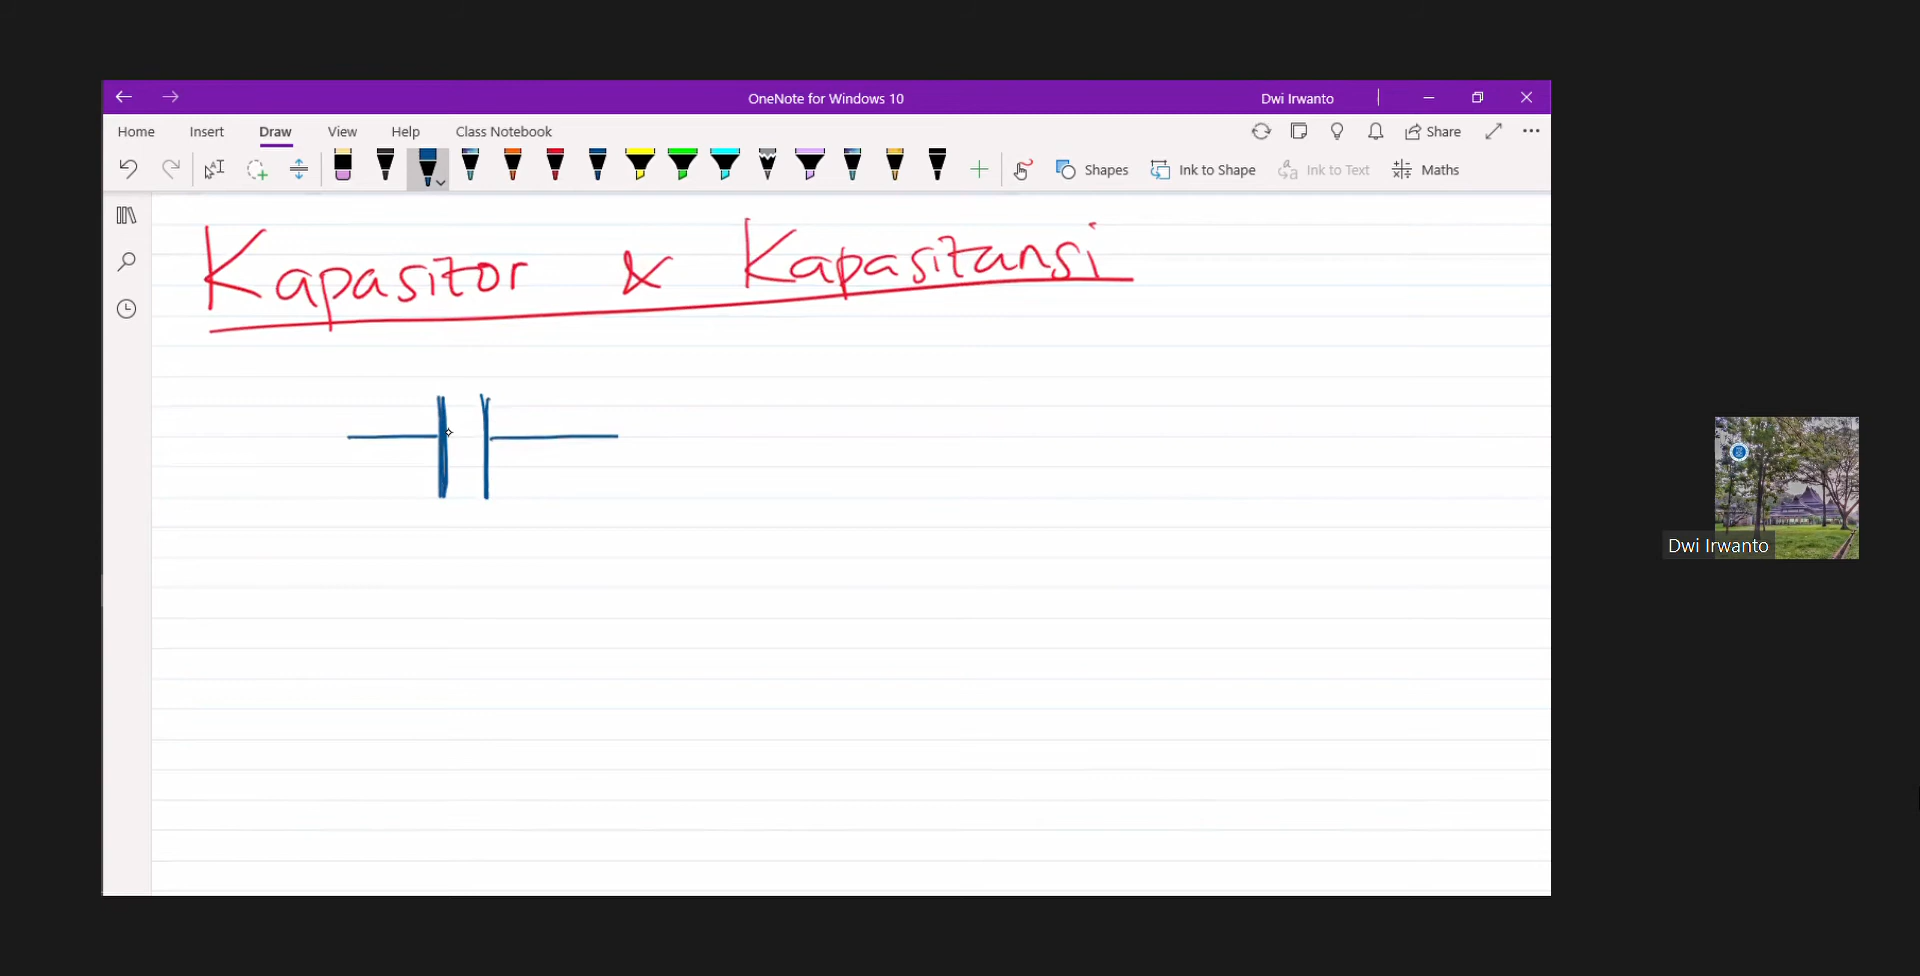 OneNote for Windows 10
Dwi Irwanto
Home Insert Draw View Help Class Notebook
Share
Shapes Ink to Shape Ink to Text Maths
Kapasitor & Kapasitansi
Dwi Irwanto